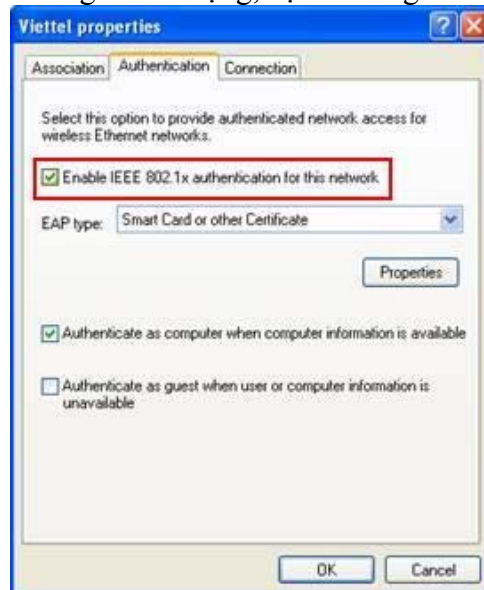 Viettel properties
Association Authentication Connection
Select this option to provide authenticated network access for
wireless Ethernet networks.
Enable IEEE 802.1x authentication for this network
EAP type: Smart Card or other Certificate
Properties
Authenticate as computer when computer information is available
Authenticate as guest when user or computer information is
unavailable
OK Cancel